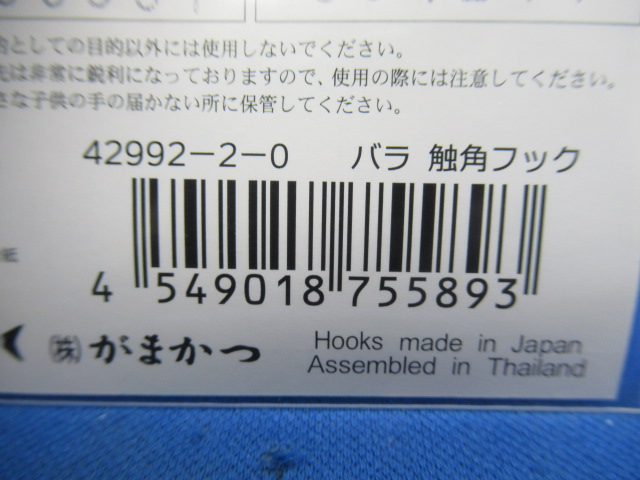 的としての目的以外には使用しないでください。
先は非常に鋭利になっておりますので、使用の際には注意してください。
さな子供の手の届かない所に保管してください。
42992-2-0 バラ 触角フック
4 549018 755893
紙
㈱がまかつ
Hooks made in Japan
Assembled in Thailand